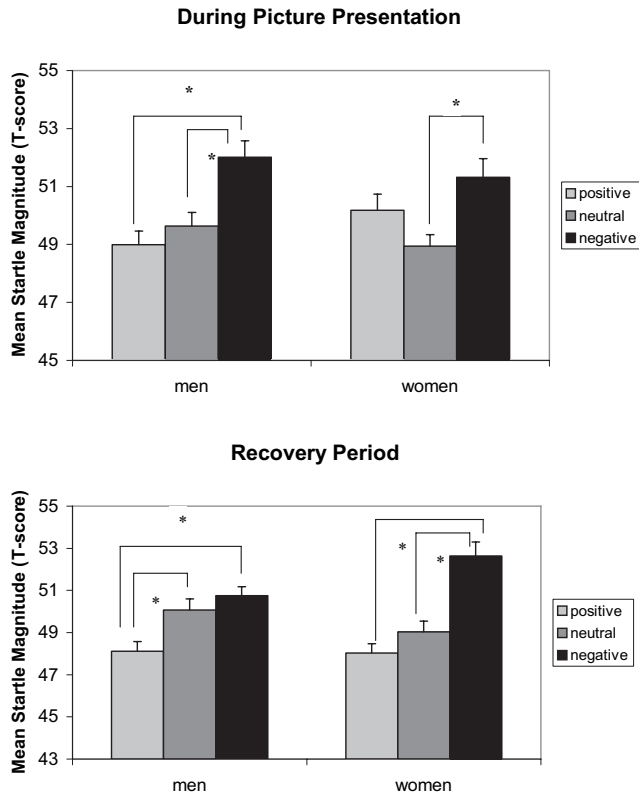 During Picture Presentation
Mean Startle Magnitude (T-score)
55
53
51
49
47
45
*
*
*
men
women
positive
neutral
negative
Recovery Period
Mean Startle Magnitude (T-score)
55
53
51
49
47
45
43
*
*
*
*
men
women
positive
neutral
negative